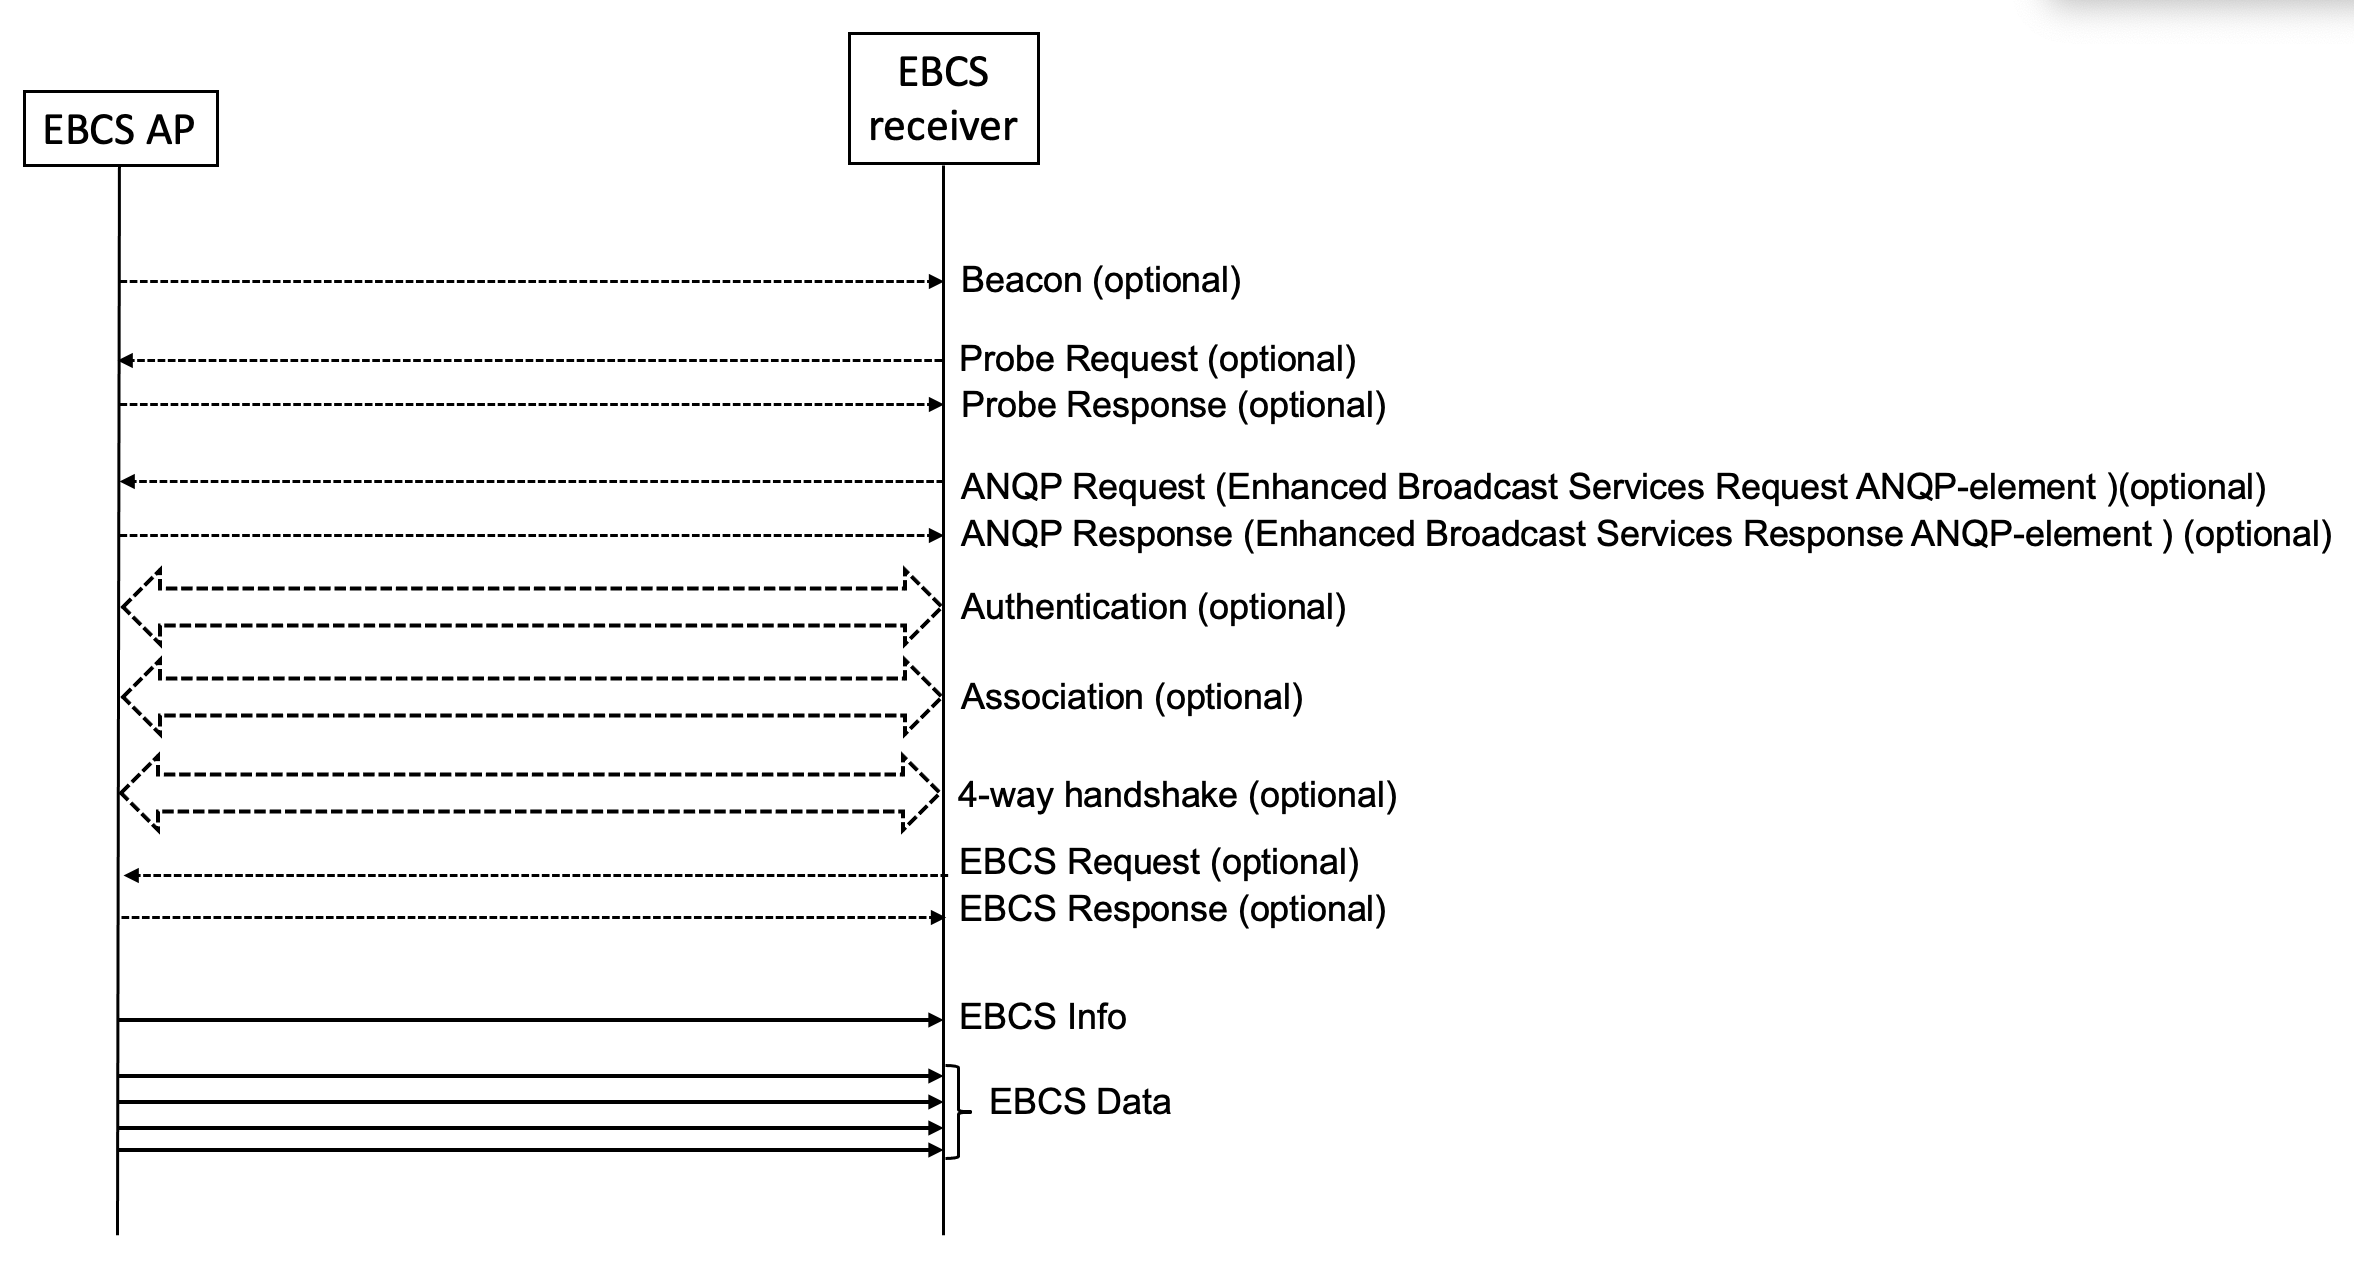 EBCS AP
EBCS
receiver
Beacon (optional)
Probe Request (optional)
Probe Response (optional)
ANQP Request (Enhanced Broadcast Services Request ANQP-element )(optional)
ANQP Response (Enhanced Broadcast Services Response ANQP-element ) (optional)
Authentication (optional)
Association (optional)
4-way handshake (optional)
EBCS Request (optional)
EBCS Response (optional)
EBCS Info
EBCS Data